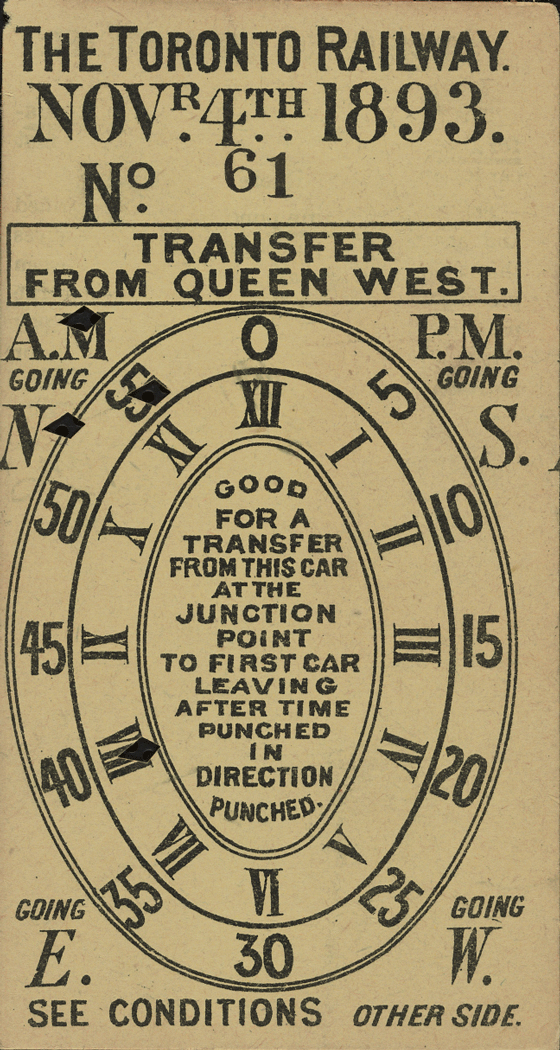 THE TORONTO RAILWAY.
NOVR. 4TH 1893.
No. 61
TRANSFER
FROM QUEEN WEST.
A.M
P.M.
GOING
GOING
N
S.
0
5
10
15
20
25
30
35
40
45
50
55
XII
I
II
III
IV
V
VI
VII
VIII
IX
X
XI
GOOD
FOR A
TRANSFER
FROM THIS CAR
AT THE
JUNCTION
POINT
TO FIRST CAR
LEAVING
AFTER TIME
PUNCHED
IN
DIRECTION
PUNCHED.
GOING
GOING
E.
W.
SEE CONDITIONS OTHER SIDE.